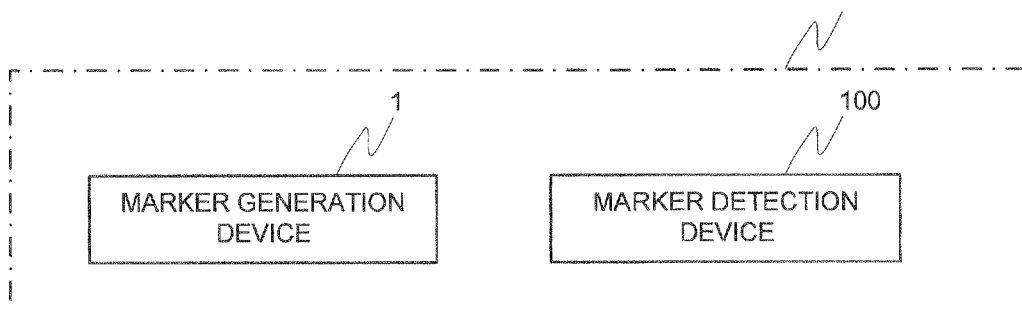 1
100
MARKER GENERATION
DEVICE
MARKER DETECTION
DEVICE